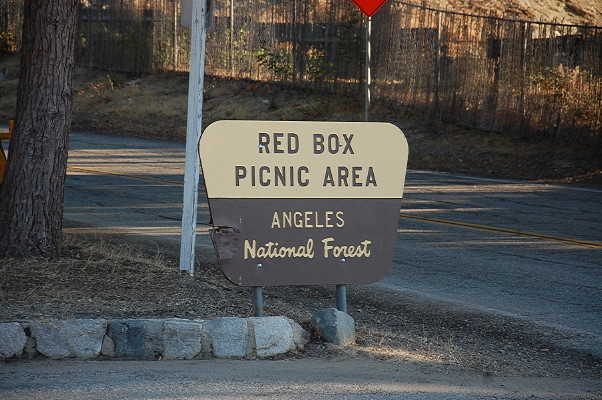 RED BOX
PICNIC AREA
ANGELES
National Forest